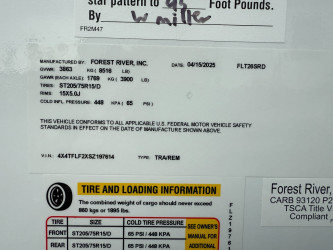 star pattern to 95 Foot Pounds.
By W miller
FR2M47
MANUFACTURED BY: FOREST RIVER, INC. 04/15/2025
GVWR: 3863 KG( 8516 LB) FLT26SRD
GAWR (EACH AXLE) 1769 KG( 3900 LB)
TIRES: ST205/75R15/D
RIMS: 15X5.0J
COLD INFL. PRESSURE: 448 KPA ( 65 PSI)
THIS VEHICLE CONFORMS TO ALL APPLICABLE U.S. FEDERAL MOTOR VEHICLE SAFETY
STANDARDS IN EFFECT ON THE DATE OF MANUFACTURE SHOWN ABOVE.
V.I.N.: 4X4TFLF2XSZ197614 TYPE: TRA/REM
TIRE AND LOADING INFORMATION
The combined weight of cargo should never exceed
860 kgs or 1895 lbs.
TIRE SIZE COLD TIRE PRESSURE
FRONT ST205/75R15/D 65 PSI / 448 KPA
REAR ST205/75R15/D 65 PSI / 448 KPA
SEE OWNER'S
MANUAL FOR
ADDITIONAL
FL219761
Forest River,
CARB 93120 P2
TSCA Title V
Compliant